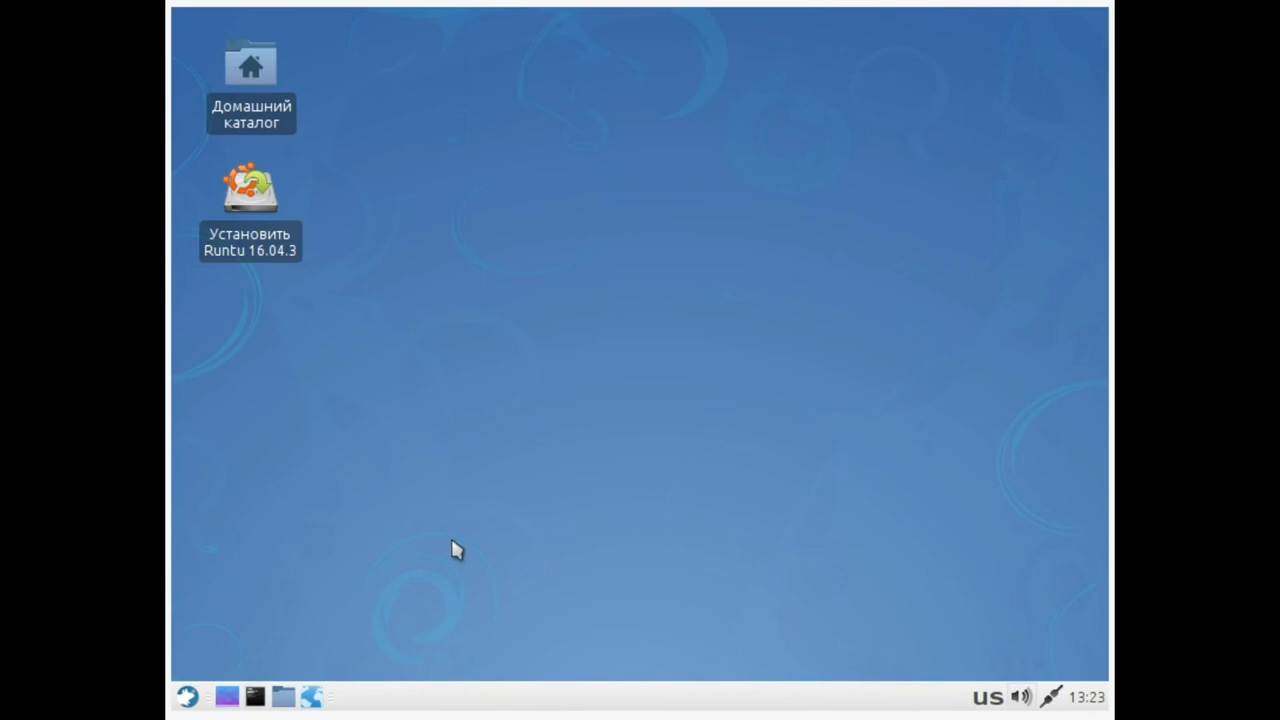 Домашний
каталог
Установить
Runtu 16.04.3
us
13:23